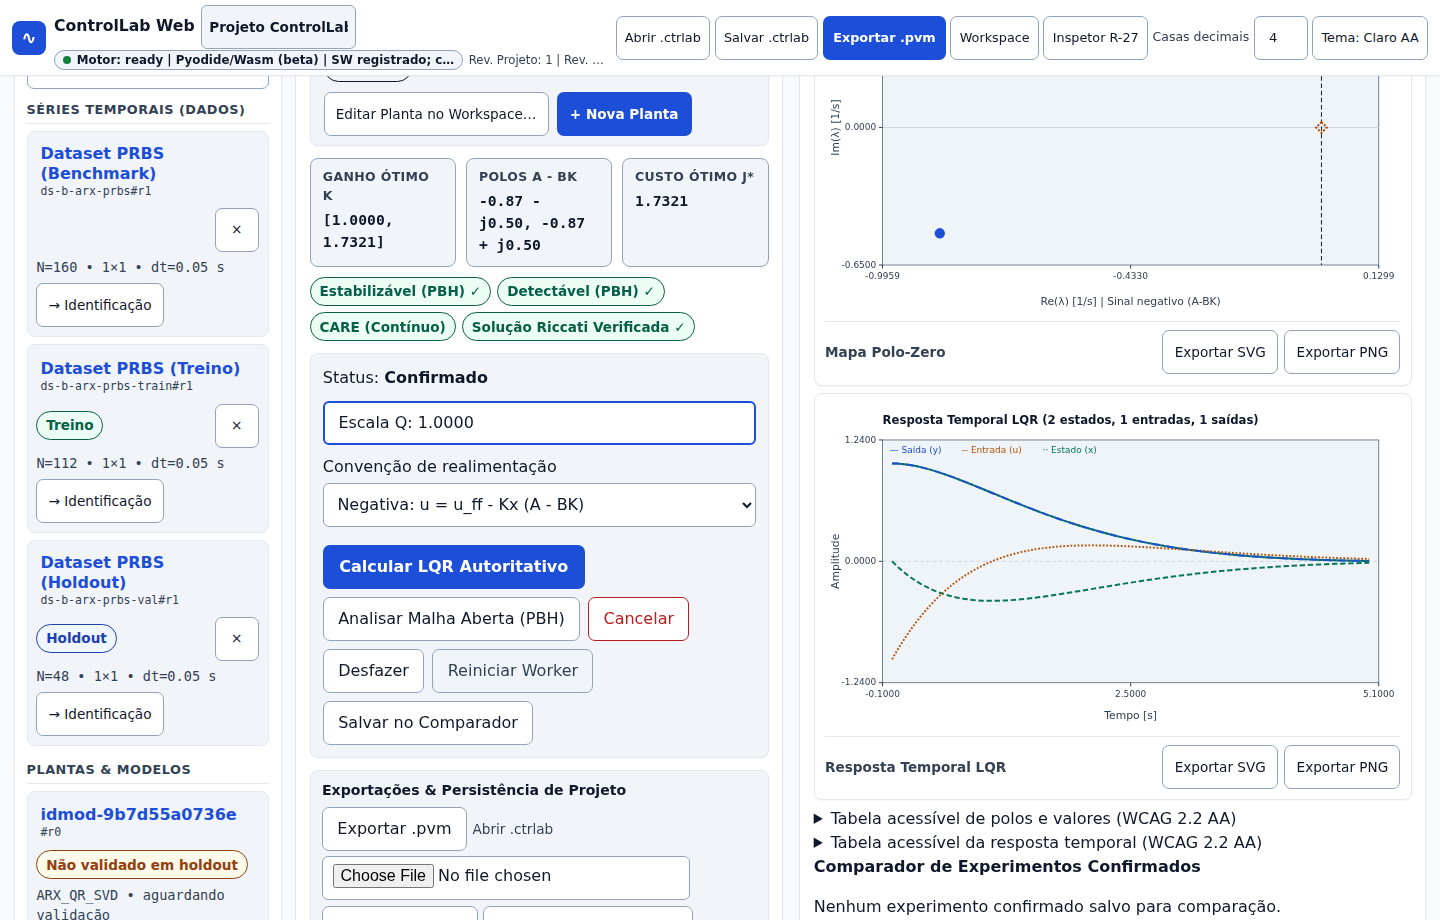 ControlLab Web
Projeto ControlLab
Motor: ready | Pyodide/Wasm (beta) | SW registrado; c...
Rev. Projeto: 1 | Rev. ...
Abrir .ctrlab
Salvar .ctrlab
Exportar .pvm
Workspace
Inspetor R-27
Casas decimais
4
Tema: Claro AA
SÉRIES TEMPORAIS (DADOS)
Dataset PRBS
(Benchmark)
ds-b-arx-prbs#r1
×
N=160 • 1×1 • dt=0.05 s
→ Identificação
Dataset PRBS (Treino)
ds-b-arx-prbs-train#r1
Treino
×
N=112 • 1×1 • dt=0.05 s
→ Identificação
Dataset PRBS
(Holdout)
ds-b-arx-prbs-val#r1
Holdout
×
N=48 • 1×1 • dt=0.05 s
→ Identificação
PLANTAS & MODELOS
idmod-9b7d55a0736e
#r0
Não validado em holdout
ARX_QR_SVD • aguardando
validação
Editar Planta no Workspace...
+ Nova Planta
GANHO ÓTIMO
K
[1.0000,
1.7321]
POLOS A - BK
-0.87 -
j0.50, -0.87
+ j0.50
CUSTO ÓTIMO J*
1.7321
Estabilizável (PBH) ✓
Detectável (PBH) ✓
CARE (Contínuo)
Solução Riccati Verificada ✓
Status: Confirmado
Escala Q: 1.0000
Convenção de realimentação
Negativa: u = u_ff - Kx (A - BK)
Calcular LQR Autoritativo
Analisar Malha Aberta (PBH)
Cancelar
Desfazer
Reiniciar Worker
Salvar no Comparador
Exportações & Persistência de Projeto
Exportar .pvm
Abrir .ctrlab
Choose File No file chosen
Im(λ) [1/s]
0.0000
-0.6500
-0.9959
-0.4330
0.1299
Re(λ) [1/s] | Sinal negativo (A-BK)
Mapa Polo-Zero
Exportar SVG
Exportar PNG
Resposta Temporal LQR (2 estados, 1 entradas, 1 saídas)
1.2400
— Saída (y)
-- Entrada (u)
·· Estado (x)
Amplitude
0.0000
-1.2400
-0.1000
2.5000
5.1000
Tempo [s]
Resposta Temporal LQR
Exportar SVG
Exportar PNG
▶ Tabela acessível de polos e valores (WCAG 2.2 AA)
▶ Tabela acessível da resposta temporal (WCAG 2.2 AA)
Comparador de Experimentos Confirmados
Nenhum experimento confirmado salvo para comparação.